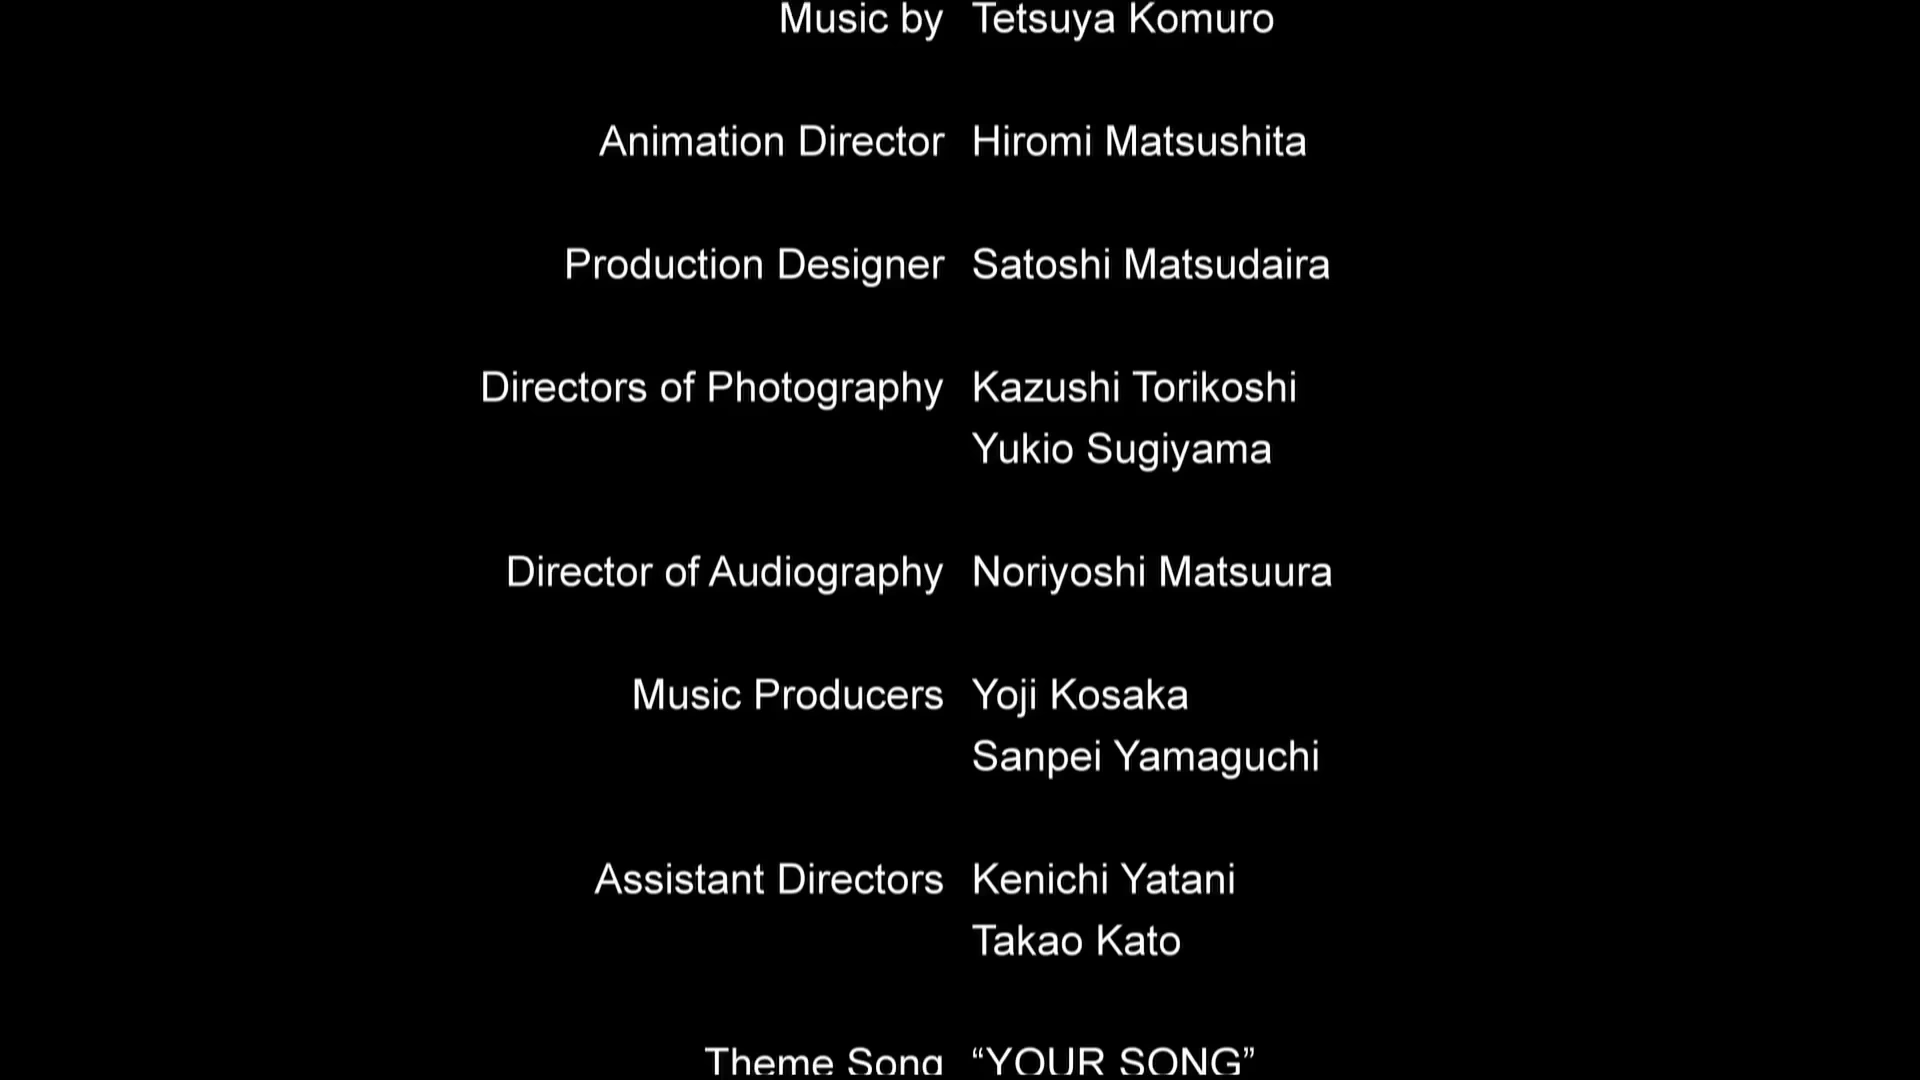 Music by Tetsuya Komuro
Animation Director Hiromi Matsushita
Production Designer Satoshi Matsudaira
Directors of Photography Kazushi Torikoshi
Yukio Sugiyama
Director of Audiography Noriyoshi Matsuura
Music Producers Yoji Kosaka
Sanpei Yamaguchi
Assistant Directors Kenichi Yatani
Takao Kato
Theme Song “YOUR SONG”